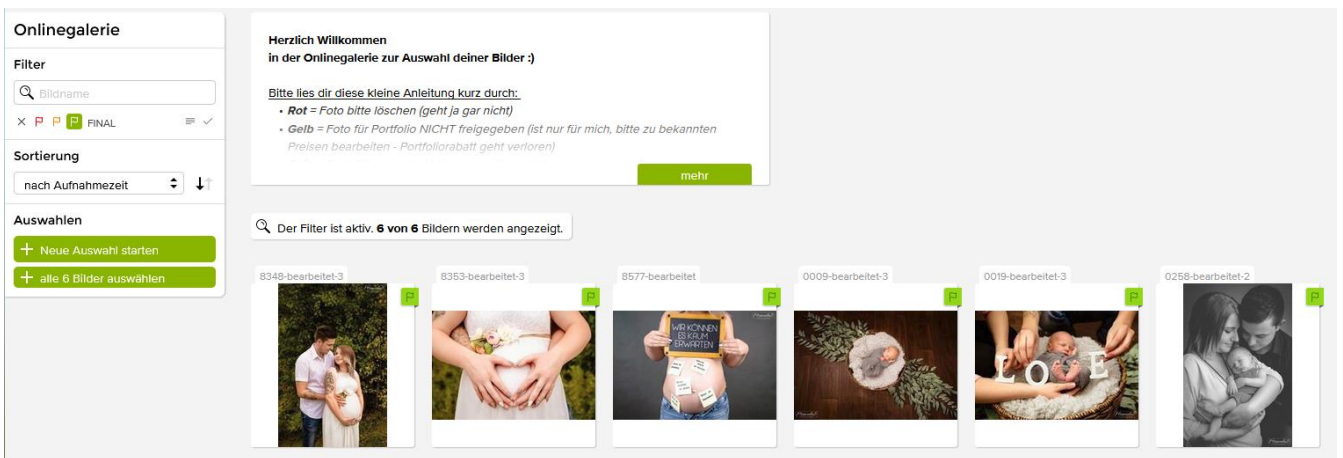 Onlinegalerie
Filter
Bildname
FINAL
Sortierung
nach Aufnahmezeit
Auswahlen
Neue Auswahl starten
alle 6 Bilder auswählen
Herzlich Willkommen
in der Onlinegalerie zur Auswahl deiner Bilder :)
Bitte lies dir diese kleine Anleitung kurz durch:
• Rot = Foto bitte löschen (geht ja gar nicht)
• Gelb = Foto für Portfolio NICHT freigegeben (ist nur für mich, bitte zu bekannten
Preisen bearbeiten - Portfoliorabatt geht verloren)
mehr
Der Filter ist aktiv. 6 von 6 Bildern werden angezeigt.
8348-bearbeitet-3
8353-bearbeitet-3
8577-bearbeitet
0009-bearbeitet-3
0019-bearbeitet-3
0258-bearbeitet-2
WIR KÖNNEN
ES KAUM
ERWARTEN
LOVE